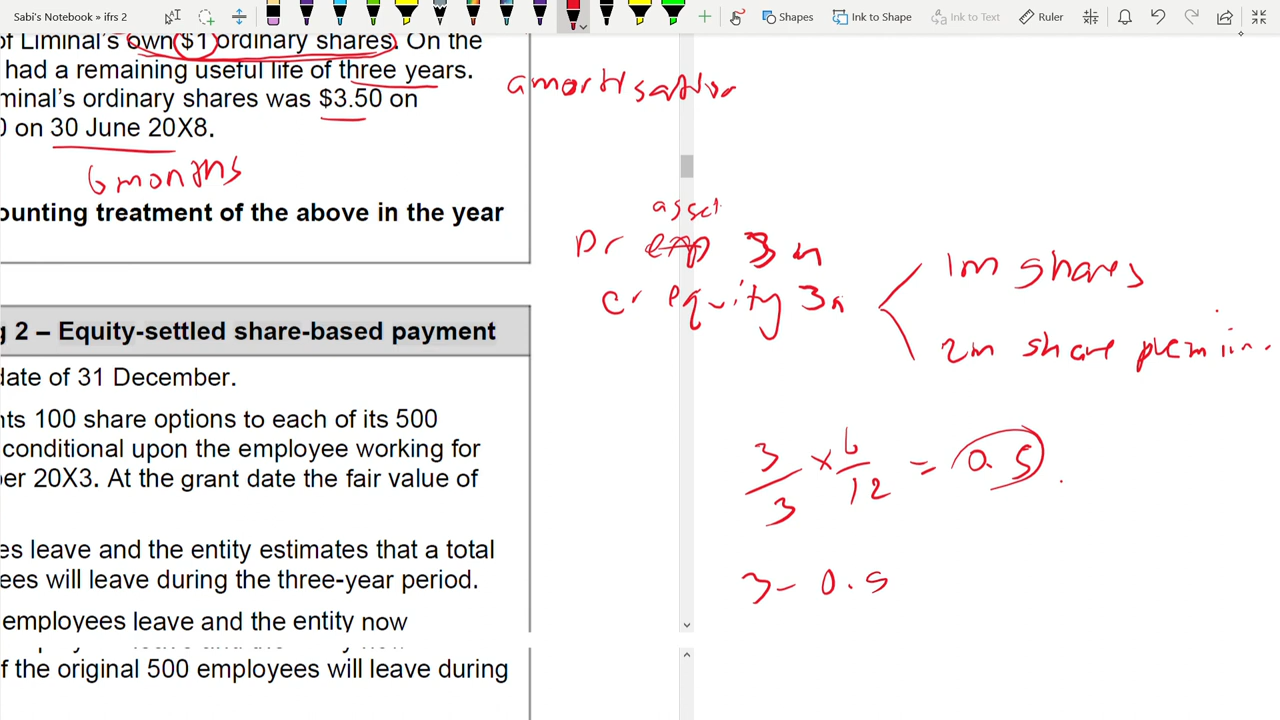 Sabi's Notebook » ifrs 2
Shapes
Ink to Shape
Ink to Text
Ruler
of Liminal's own $1 ordinary shares. On the
had a remaining useful life of three years.
minal's ordinary shares was $3.50 on
0 on 30 June 20X8.
6 months
amortisation
ounting treatment of the above in the year
asset
Dr exp 3m
Cr equity 3m
1m shares
2m share premium
g 2 – Equity-settled share-based payment
date of 31 December.
nts 100 share options to each of its 500
conditional upon the employee working for
er 20X3. At the grant date the fair value of
3/3 × 6/12 = 0.5
es leave and the entity estimates that a total
ees will leave during the three-year period.
3 - 0.5
employees leave and the entity now
f the original 500 employees will leave during